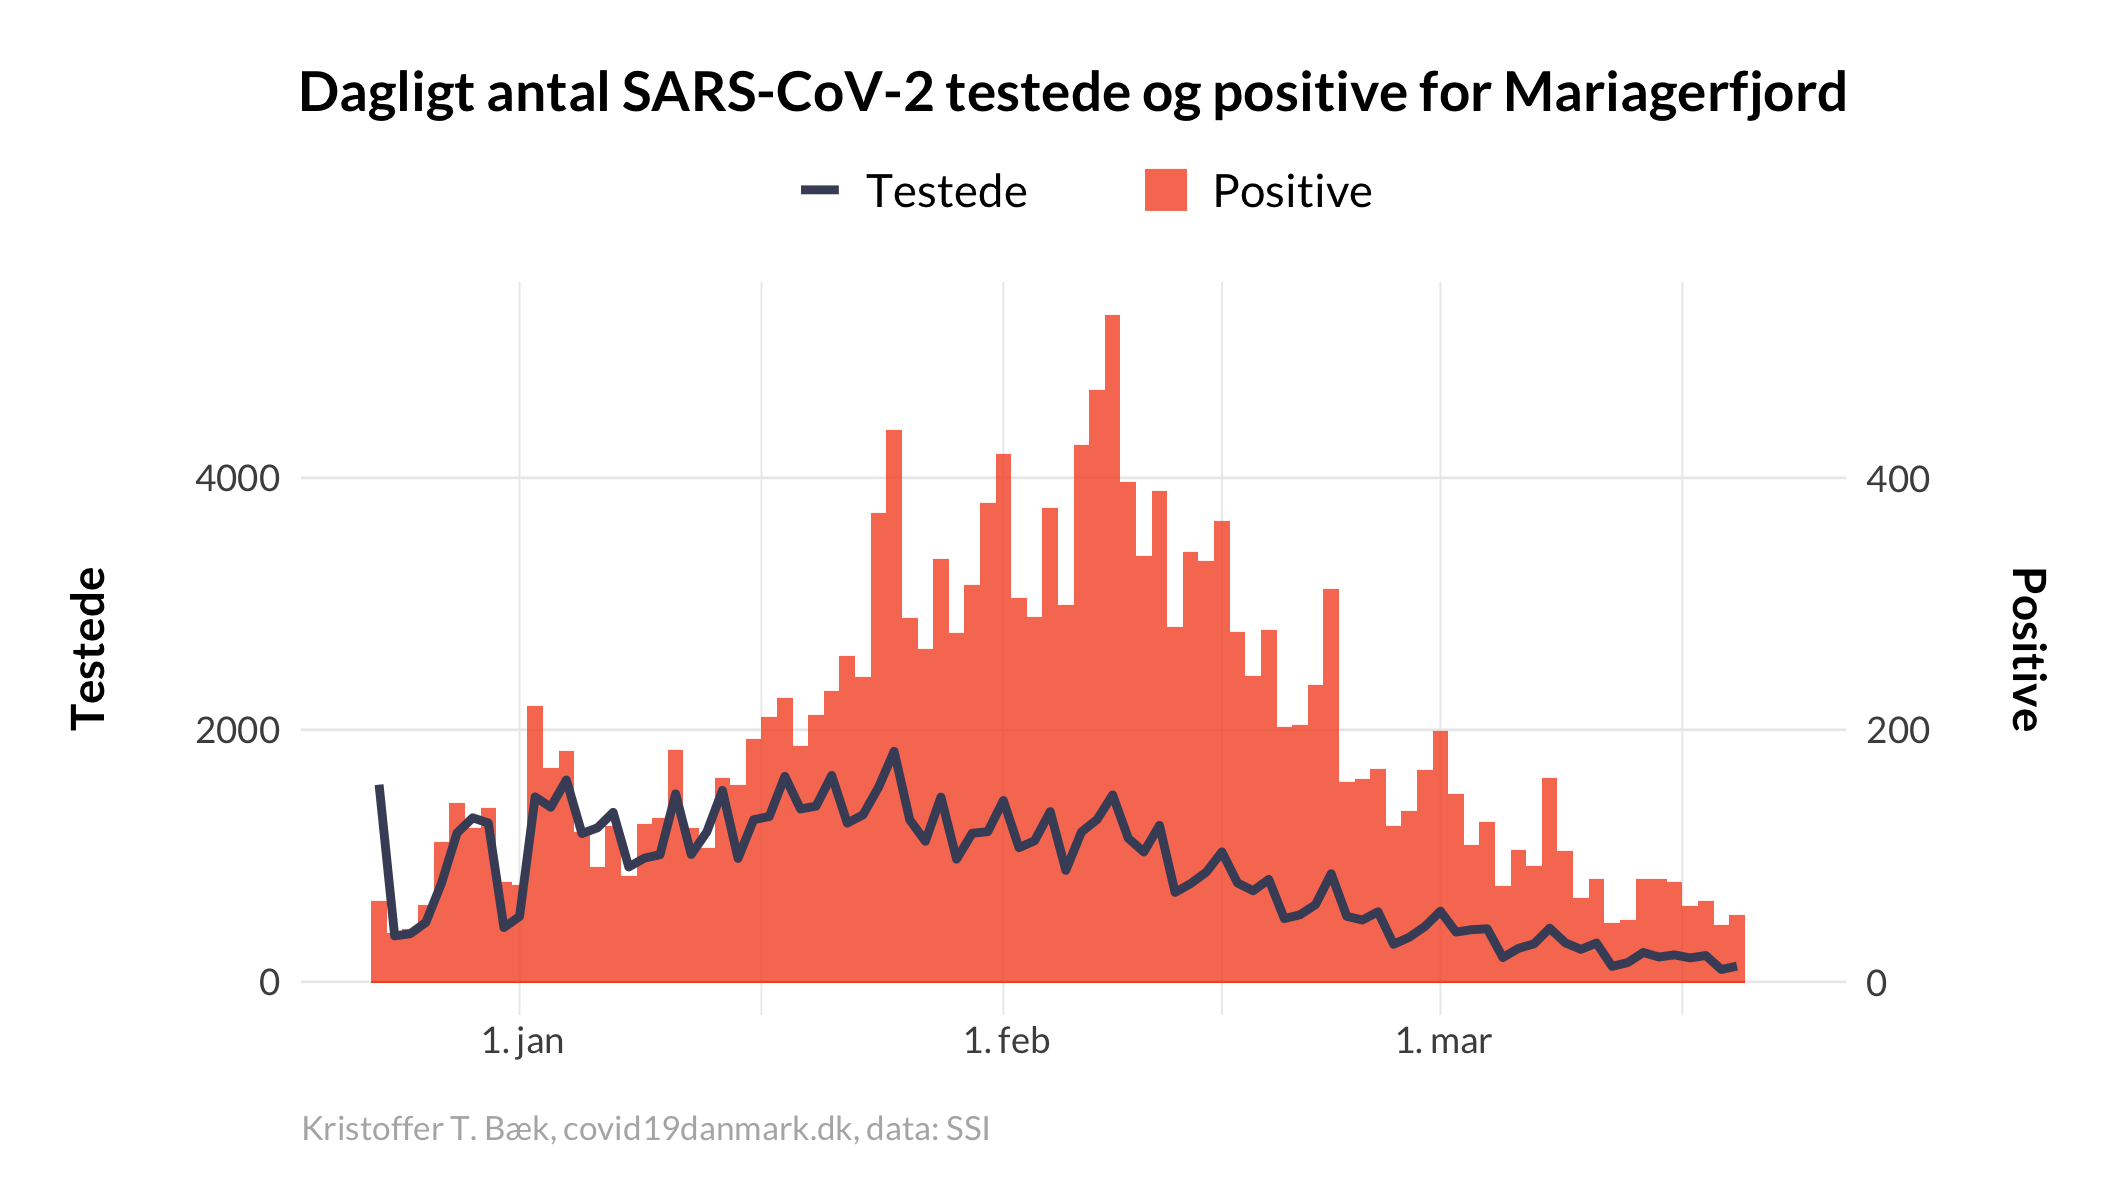 Dagligt antal SARS-CoV-2 testede og positive for Mariagerfjord
Testede
Positive
4000
2000
0
Testede
400
200
0
Positive
1. jan
1. feb
1. mar
Kristoffer T. Bæk, covid19danmark.dk, data: SSI